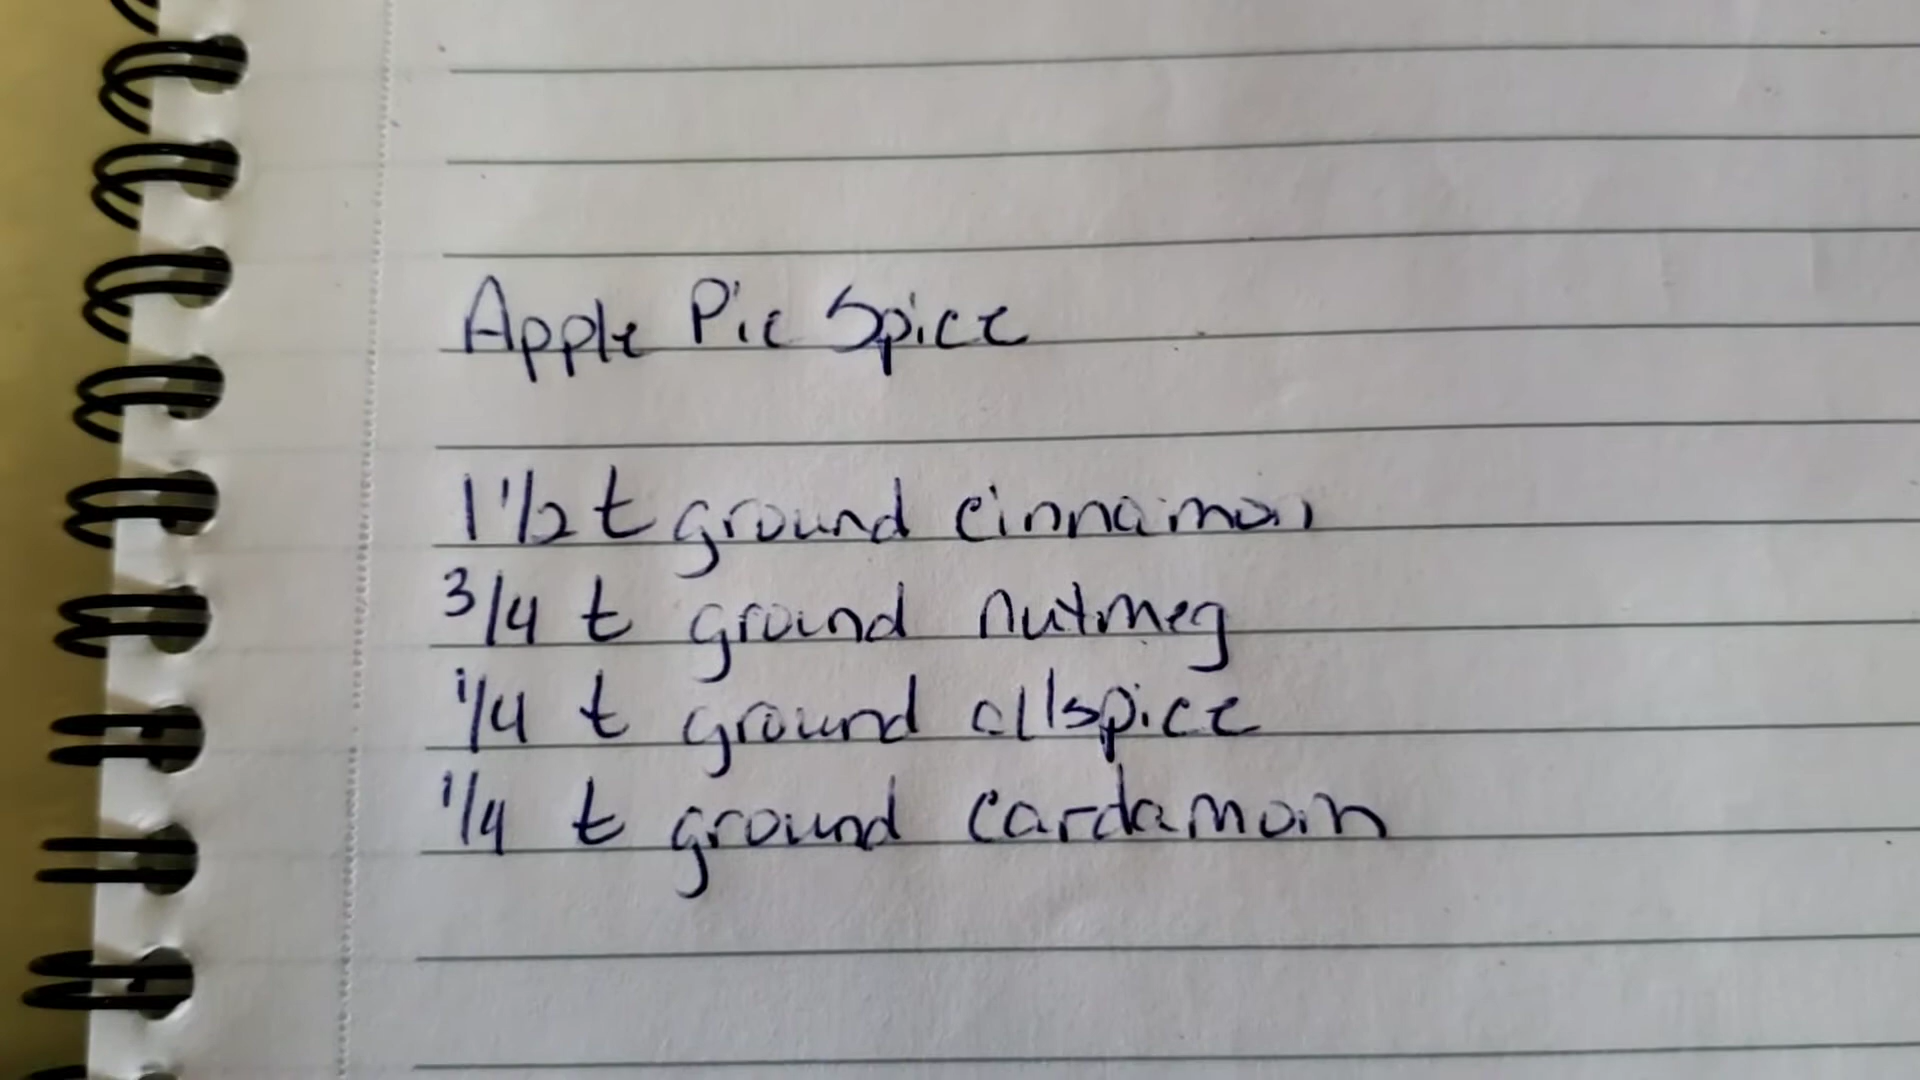 Apple Pie Spice
1 1/2 t ground cinnamon
3/4 t ground nutmeg
1/4 t ground allspice
1/4 t ground cardamom